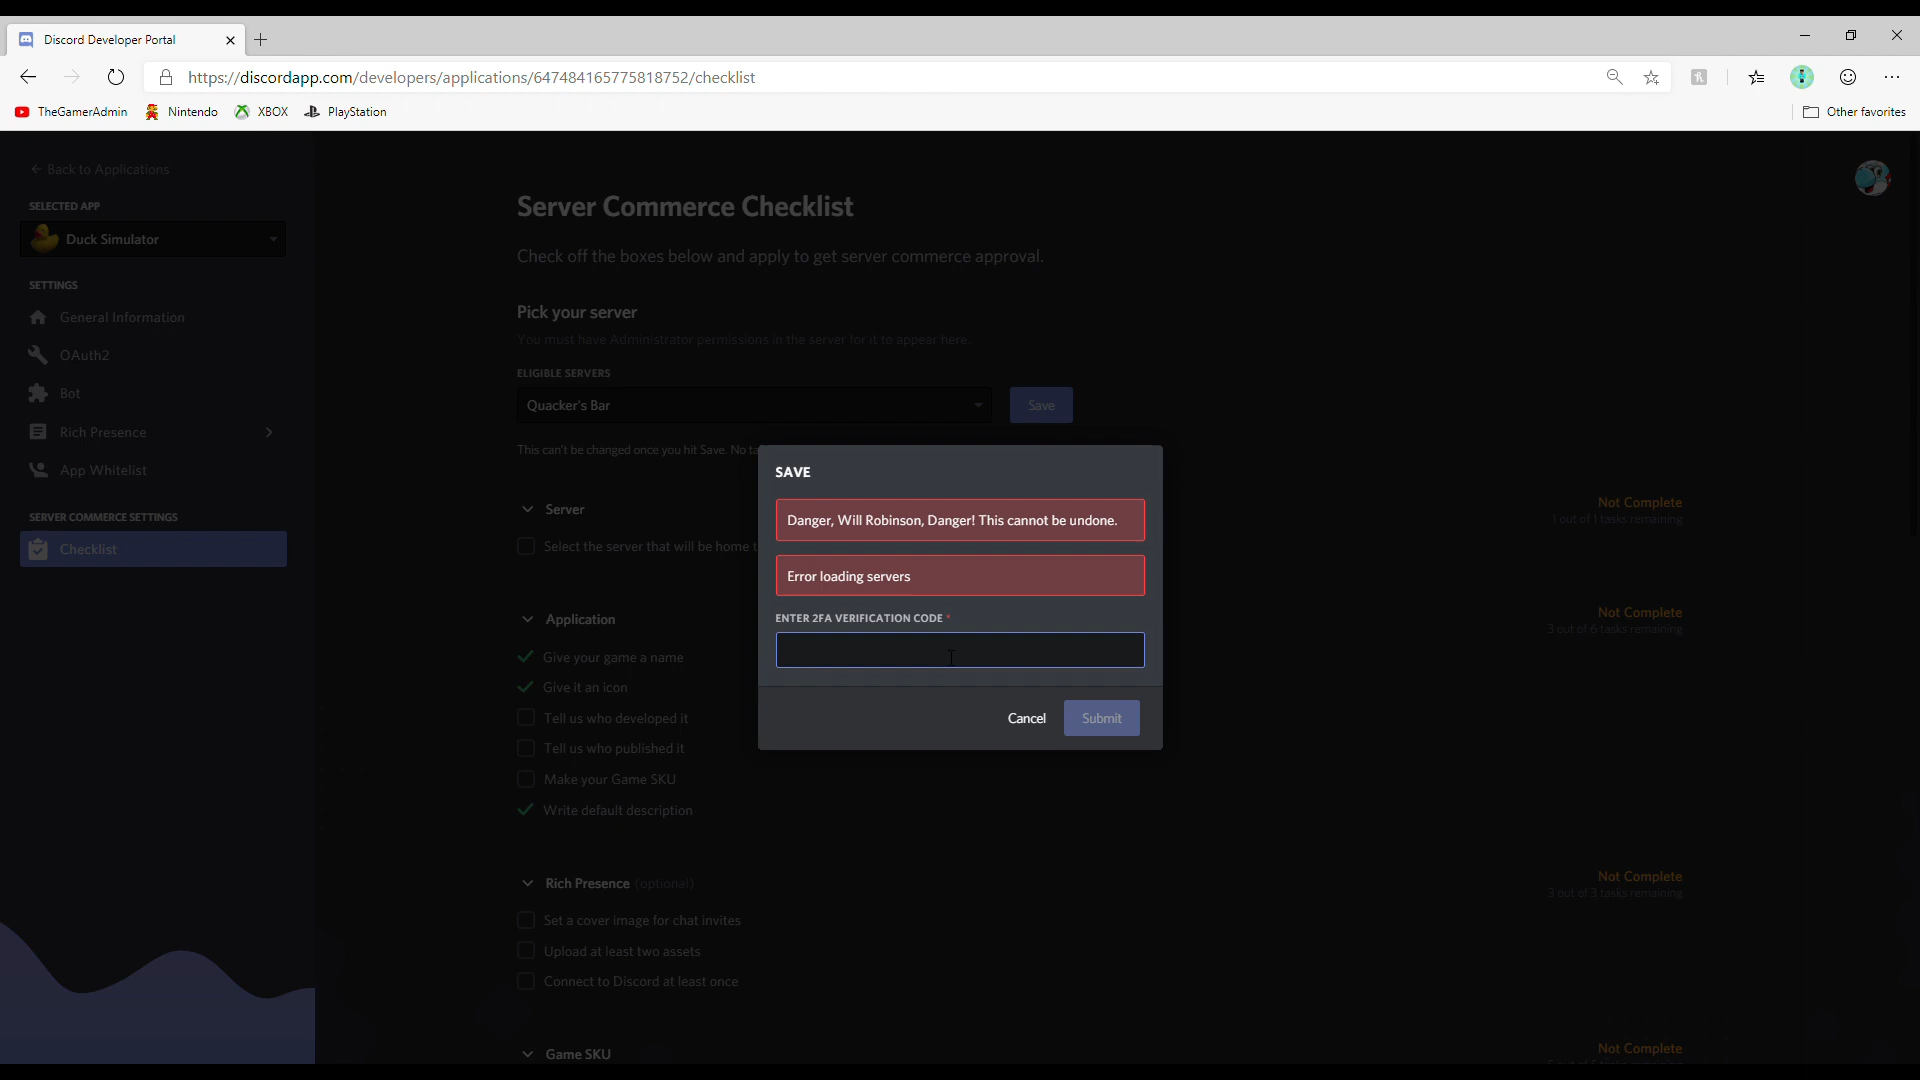 Discord Developer Portal
https://discordapp.com/developers/applications/647484165775818752/checklist
TheGamerAdmin Nintendo XBOX PlayStation Other favorites
Back to Applications
SELECTED APP
Duck Simulator
SETTINGS
General Information
OAuth2
Bot
Rich Presence
App Whitelist
SERVER COMMERCE SETTINGS
Checklist
Server Commerce Checklist
Check off the boxes below and apply to get server commerce approval.
Pick your server
You must have Administrator permissions in the server for it to appear here.
ELIGIBLE SERVERS
Quacker's Bar Save
This can't be changed once you hit Save. No
Server Not Complete
1 out of 1 tasks remaining
Select the server that will be home
SAVE
Danger, Will Robinson, Danger! This cannot be undone.
Error loading servers
ENTER 2FA VERIFICATION CODE *
Cancel Submit
Application Not Complete
3 out of 6 tasks remaining
Give your game a name
Give it an icon
Tell us who developed it
Tell us who published it
Make your Game SKU
Write default description
Rich Presence (optional) Not Complete
3 out of 3 tasks remaining
Set a cover image for chat invites
Upload at least two assets
Connect to Discord at least once
Game SKU Not Complete